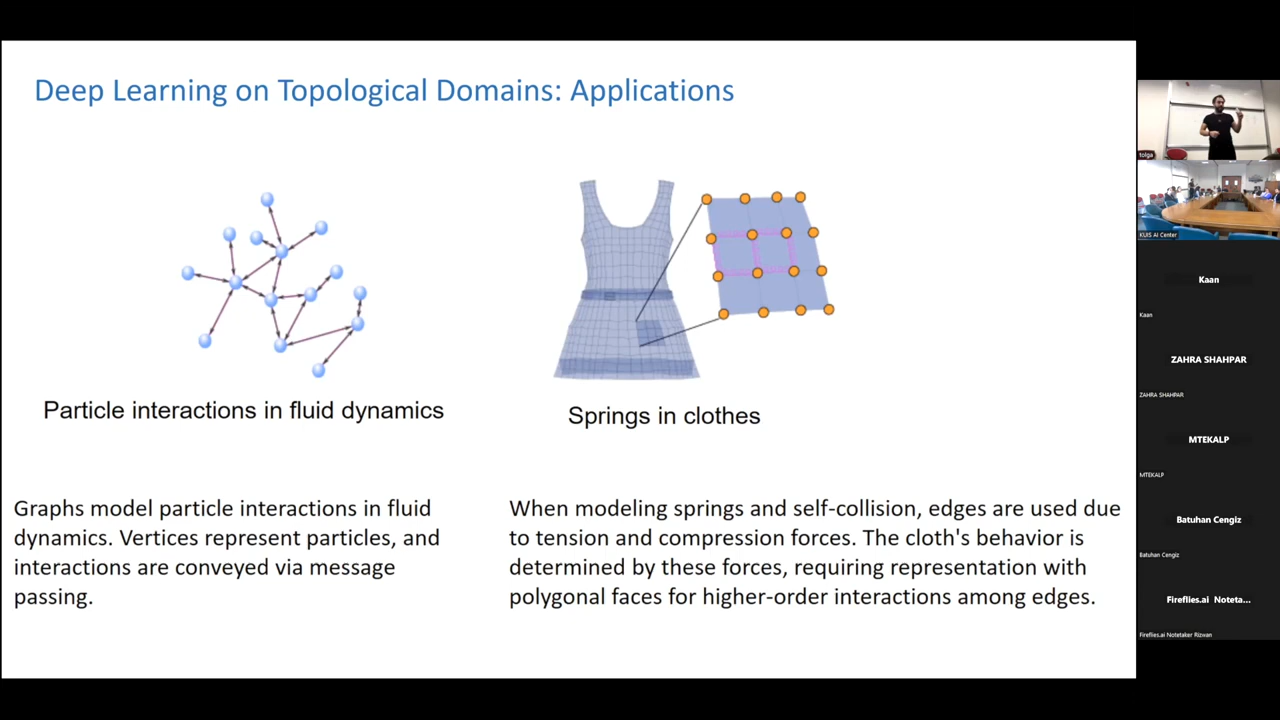 Deep Learning on Topological Domains: Applications
Particle interactions in fluid dynamics
Springs in clothes
Graphs model particle interactions in fluid
dynamics. Vertices represent particles, and
interactions are conveyed via message
passing.
When modeling springs and self-collision, edges are used due
to tension and compression forces. The cloth's behavior is
determined by these forces, requiring representation with
polygonal faces for higher-order interactions among edges.
tolga
KUIS AI Center
Kaan
Kaan
ZAHRA SHAHPAR
ZAHRA SHAHPAR
MTEKALP
MTEKALP
Batuhan Cengiz
Batuhan Cengiz
Fireflies.ai Noteta...
Fireflies.ai Notetaker Rizwan